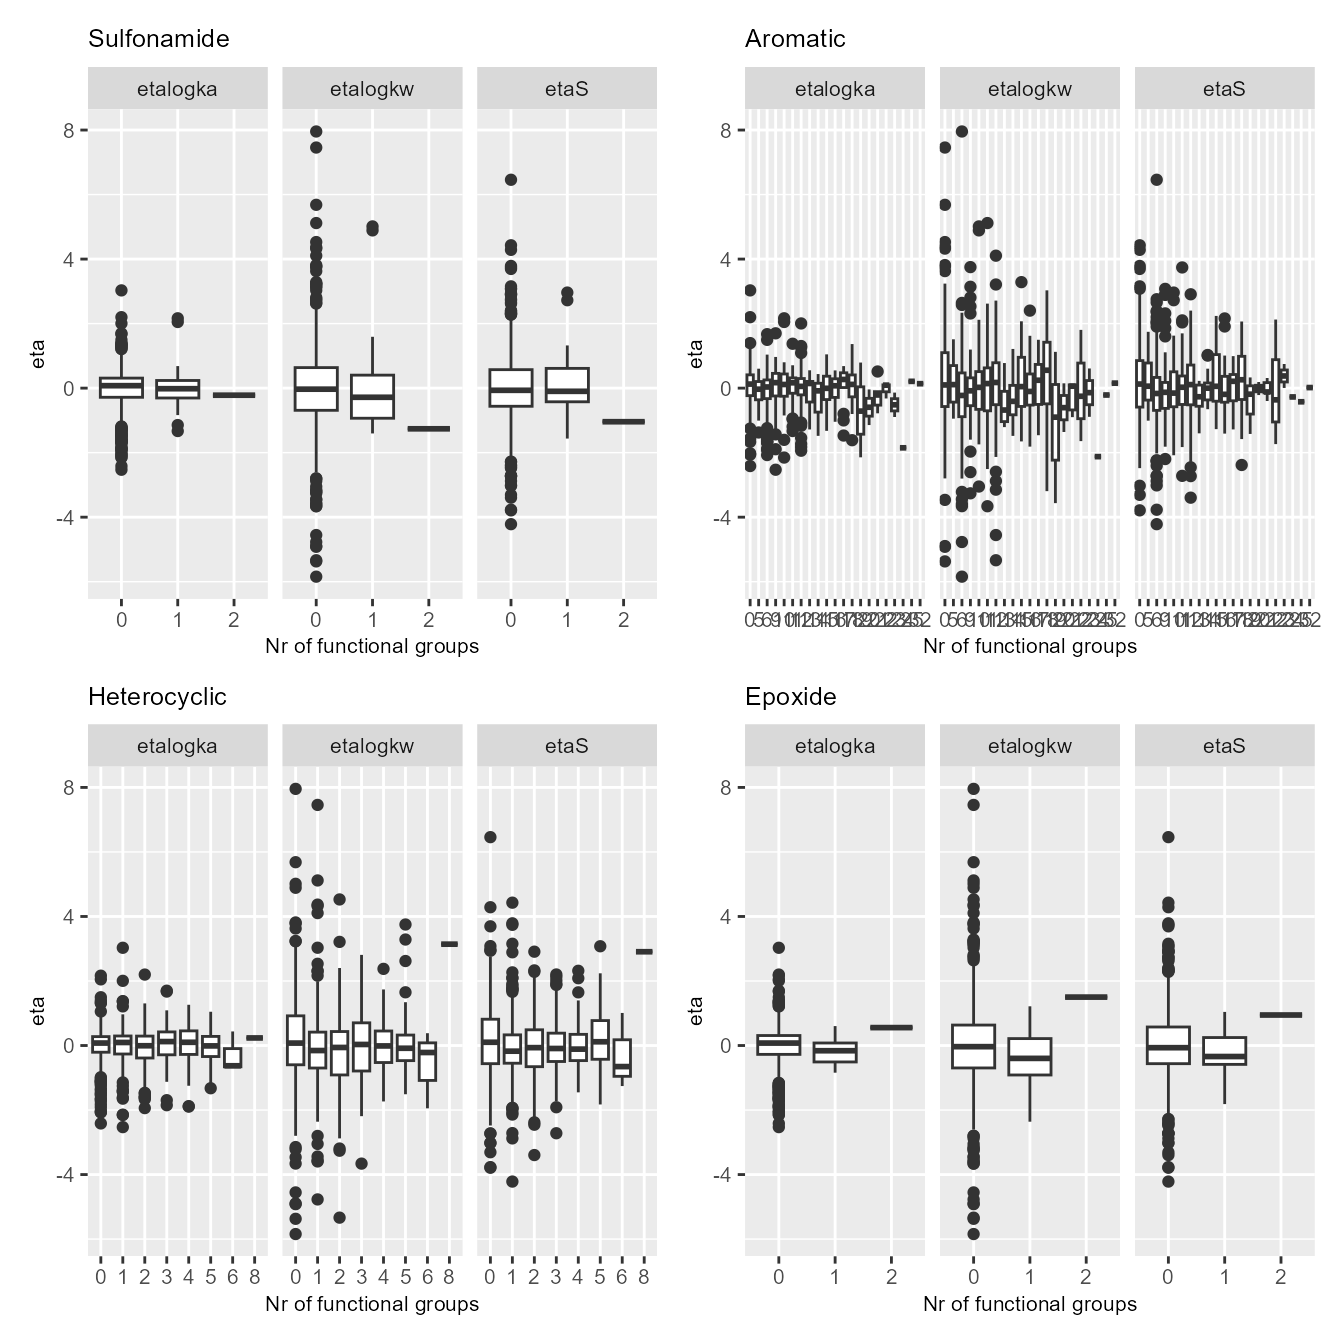 Sulfonamide
etalogka etalogkw etaS
8
4
0
-4
eta
0 1 2 0 1 2 0 1 2
Nr of functional groups
Aromatic
etalogka etalogkw etaS
8
4
0
-4
eta
Nr of functional groups
Heterocyclic
etalogka etalogkw etaS
8
4
0
-4
eta
0 1 2 3 4 5 6 8 0 1 2 3 4 5 6 8 0 1 2 3 4 5 6 8
Nr of functional groups
Epoxide
etalogka etalogkw etaS
8
4
0
-4
eta
0 1 2 0 1 2 0 1 2
Nr of functional groups